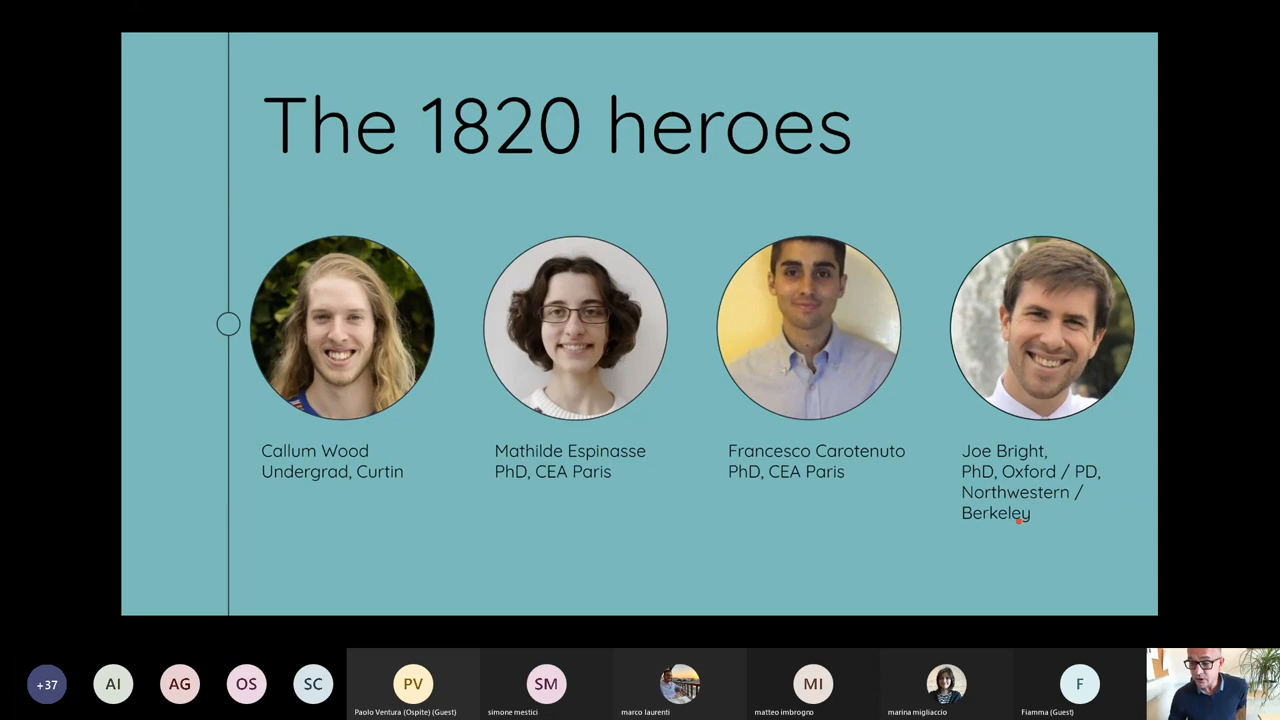 The 1820 heroes
Callum Wood
Undergrad, Curtin
Mathilde Espinasse
PhD, CEA Paris
Francesco Carotenuto
PhD, CEA Paris
Joe Bright,
PhD, Oxford / PD,
Northwestern /
Berkeley
+37
AI
AG
OS
SC
PV
SM
MI
F
Paolo Ventura (Ospite) (Guest)
simone mestici
marco laurenti
matteo imbrogno
marina migliaccio
Fiamma (Guest)